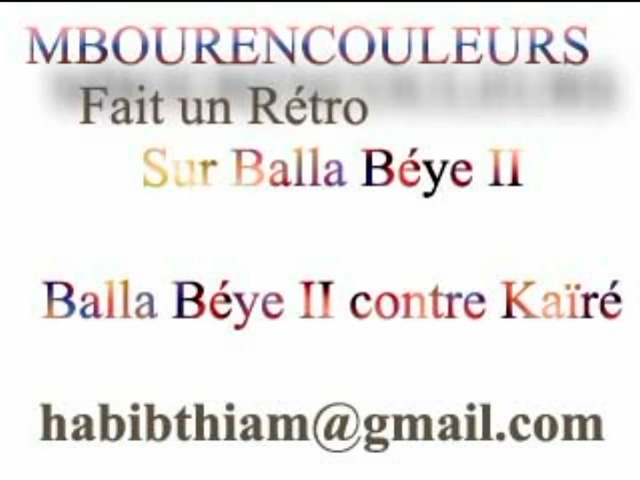 MBOURENCOULEURS
Fait un Rétro
Sur Balla Béye II
Balla Béye II contre Kaïré
habibthiam@gmail.com